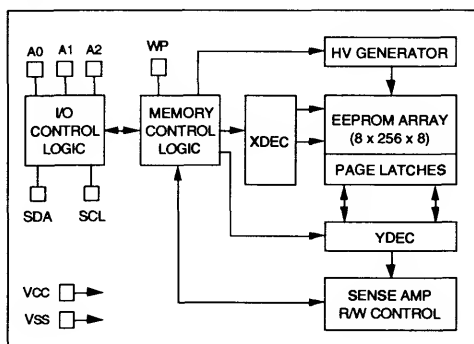 A0 A1 A2
WP
HV GENERATOR
I/O
CONTROL
LOGIC
MEMORY
CONTROL
LOGIC
XDEC
EEPROM ARRAY
(8 x 256 x 8)
PAGE LATCHES
SDA SCL
YDEC
VCC
VSS
SENSE AMP
R/W CONTROL